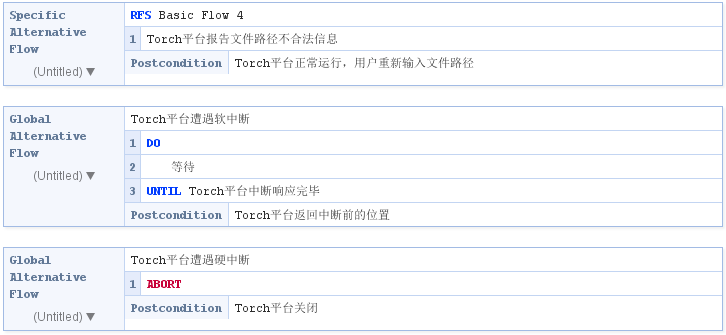 Specific Alternative Flow
(Untitled) ▼
RFS Basic Flow 4
1 Torch平台报告文件路径不合法信息
Postcondition Torch平台正常运行，用户重新输入文件路径
Global Alternative Flow
(Untitled) ▼
Torch平台遭遇软中断
1 DO
2 等待
3 UNTIL Torch平台中断响应完毕
Postcondition Torch平台返回中断前的位置
Global Alternative Flow
(Untitled) ▼
Torch平台遭遇硬中断
1 ABORT
Postcondition Torch平台关闭